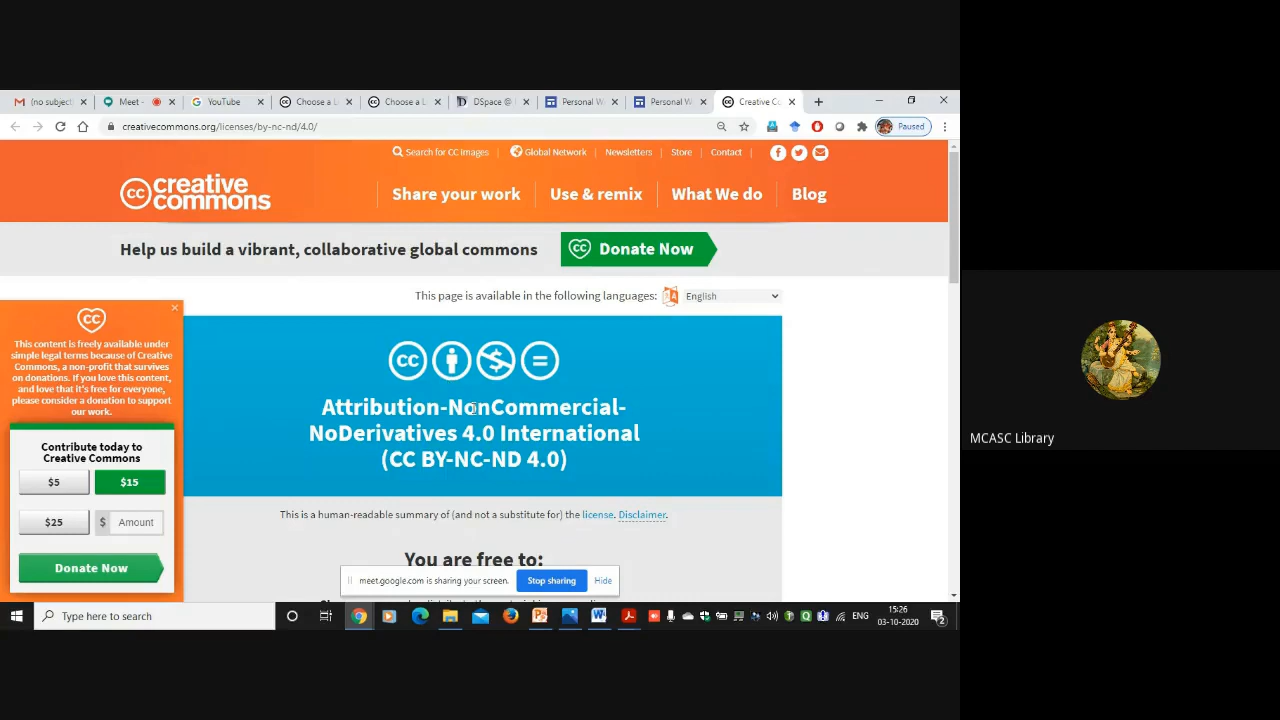 (no subjec
Meet -
YouTube
Choose a L
Choose a L
DSpace @
Personal W
Personal W
Creative Co
creativecommons.org/licenses/by-nc-nd/4.0/
Paused
Search for CC Images
Global Network
Newsletters
Store
Contact
creative commons
Share your work
Use & remix
What We do
Blog
Help us build a vibrant, collaborative global commons
Donate Now
This page is available in the following languages:
English
This content is freely available under
simple legal terms because of Creative
Commons, a non-profit that survives
on donations. If you love this content,
and love that it's free for everyone,
please consider a donation to support
our work.
Contribute today to
Creative Commons
$5
$15
$25
$ Amount
Donate Now
Attribution-NonCommercial-
NoDerivatives 4.0 International
(CC BY-NC-ND 4.0)
This is a human-readable summary of (and not a substitute for) the license. Disclaimer.
You are free to:
meet.google.com is sharing your screen.
Stop sharing
Hide
Type here to search
ENG
15:26
03-10-2020
2
MCASC Library